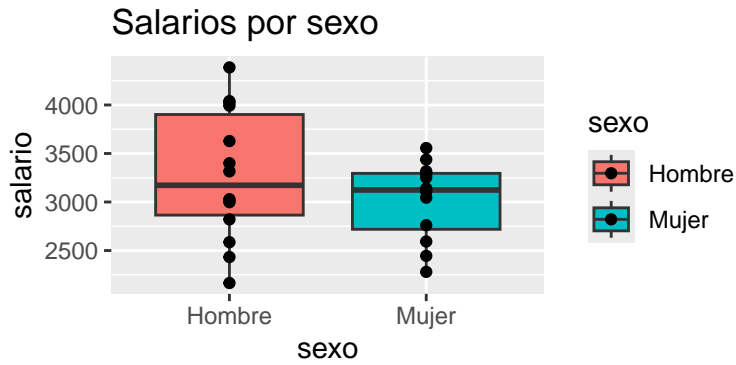 Salarios por sexo
salario
4000
3500
3000
2500
Hombre
Mujer
sexo
sexo
Hombre
Mujer